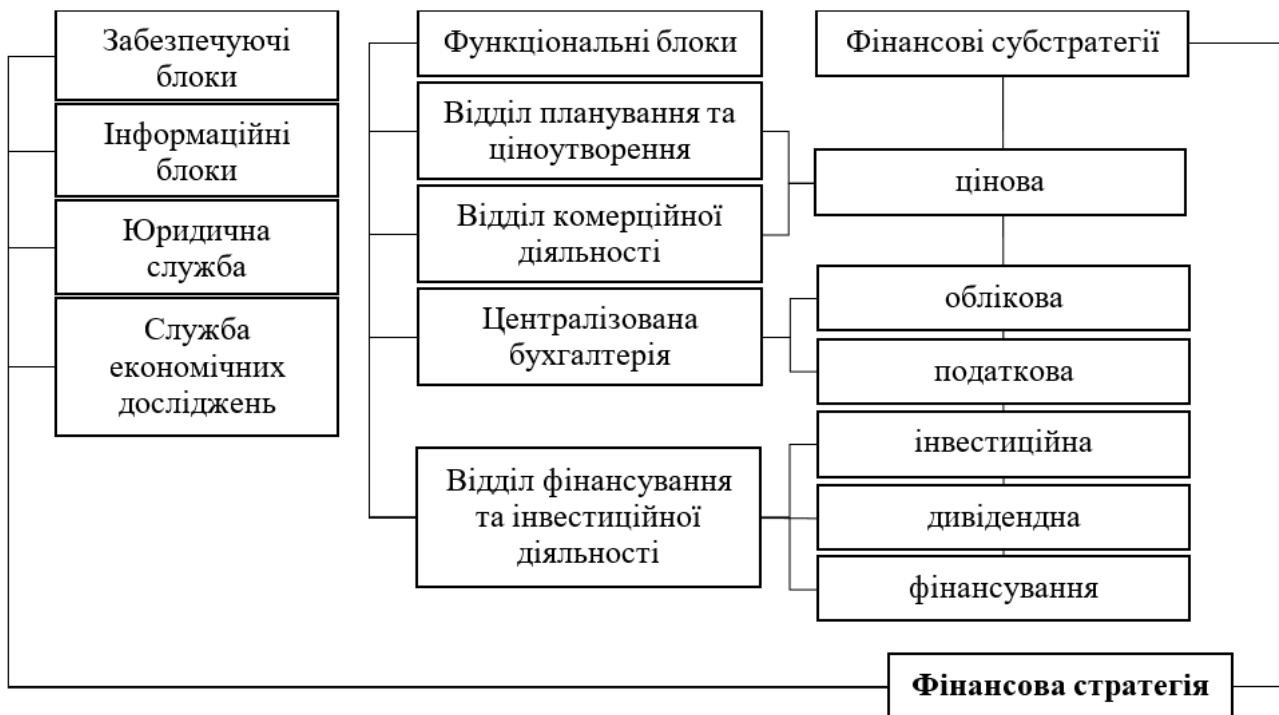 Забезпечуючі
блоки
Інформаційні
блоки
Юридична
служба
Служба
економічних
досліджень
Функціональні блоки
Відділ планування та
ціноутворення
Відділ комерційної
діяльності
Централізована
бухгалтерія
Відділ фінансування
та інвестиційної
діяльності
Фінансові субстратегії
цінова
облікова
податкова
інвестиційна
дивідендна
фінансування
Фінансова стратегія